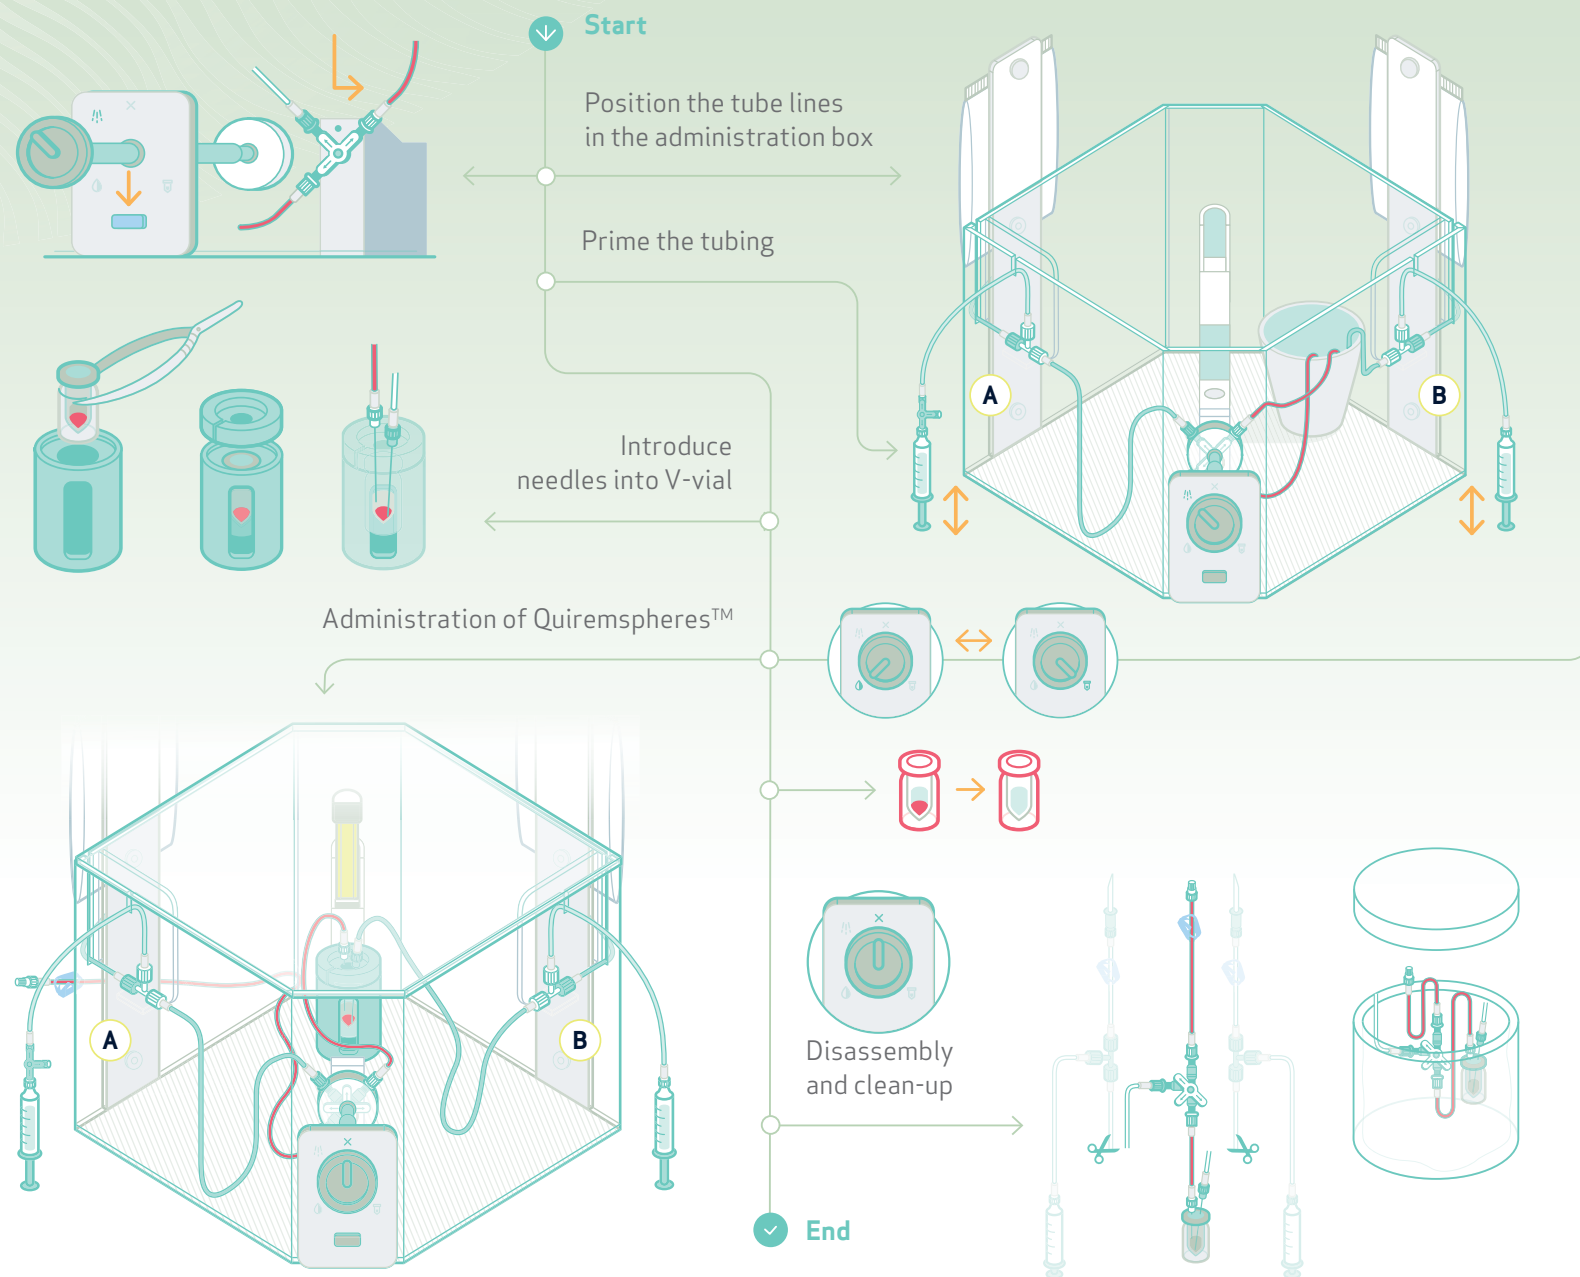 Start
Position the tube lines
in the administration box
Prime the tubing
A
B
Introduce
needles into V-vial
Administration of Quiremspheres™
A
B
Disassembly
and clean-up
End